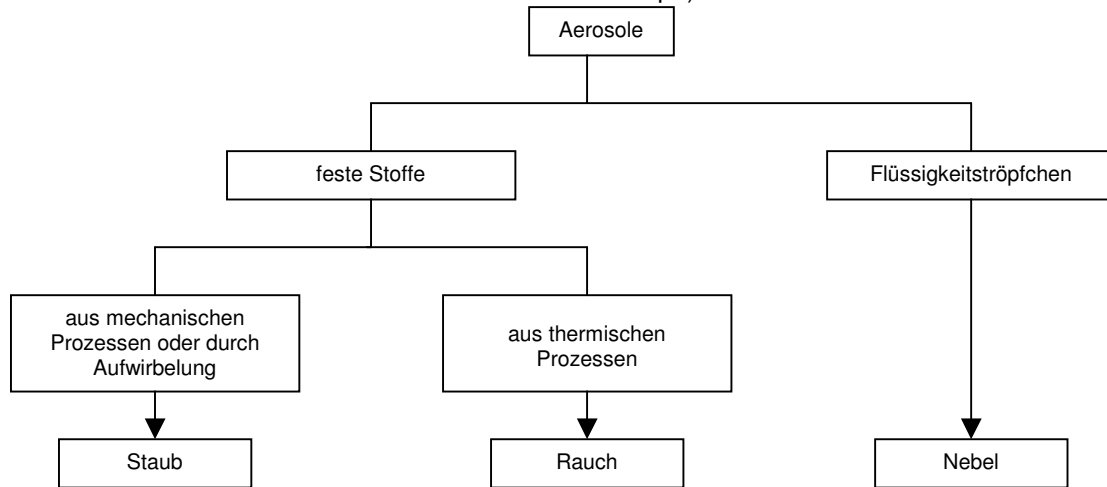 Aerosole
feste Stoffe
Flüssigkeitströpfchen
aus mechanischen
Prozessen oder durch
Aufwirbelung
aus thermischen
Prozessen
Staub
Rauch
Nebel